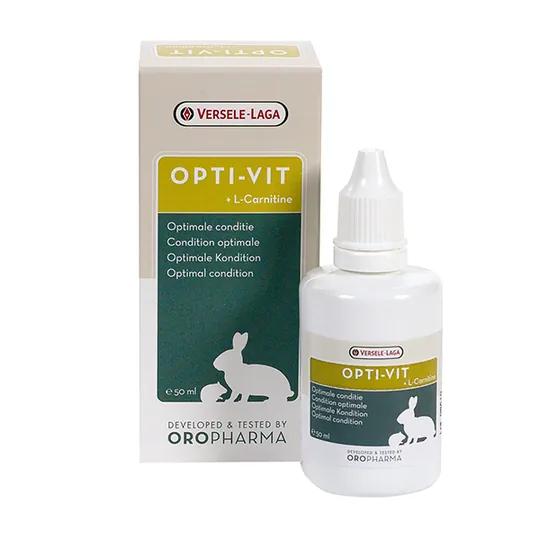 OPTI-VIT
VERSELE-LAGA
OPTI-VIT
+ L-Carnitine
Optimale conditie
Condition optimale
Optimale Kondition
Optimal condition
e 50 ml
DEVELOPED & TESTED BY
OROPHARMA
VERSELE-LAGA
OPTI-VIT
+ L-Carnitine
Optimale conditie
Condition optimale
Optimale Kondition
Optimal condition
e 50 ml
DEVELOPED & TESTED BY
OROPHARMA